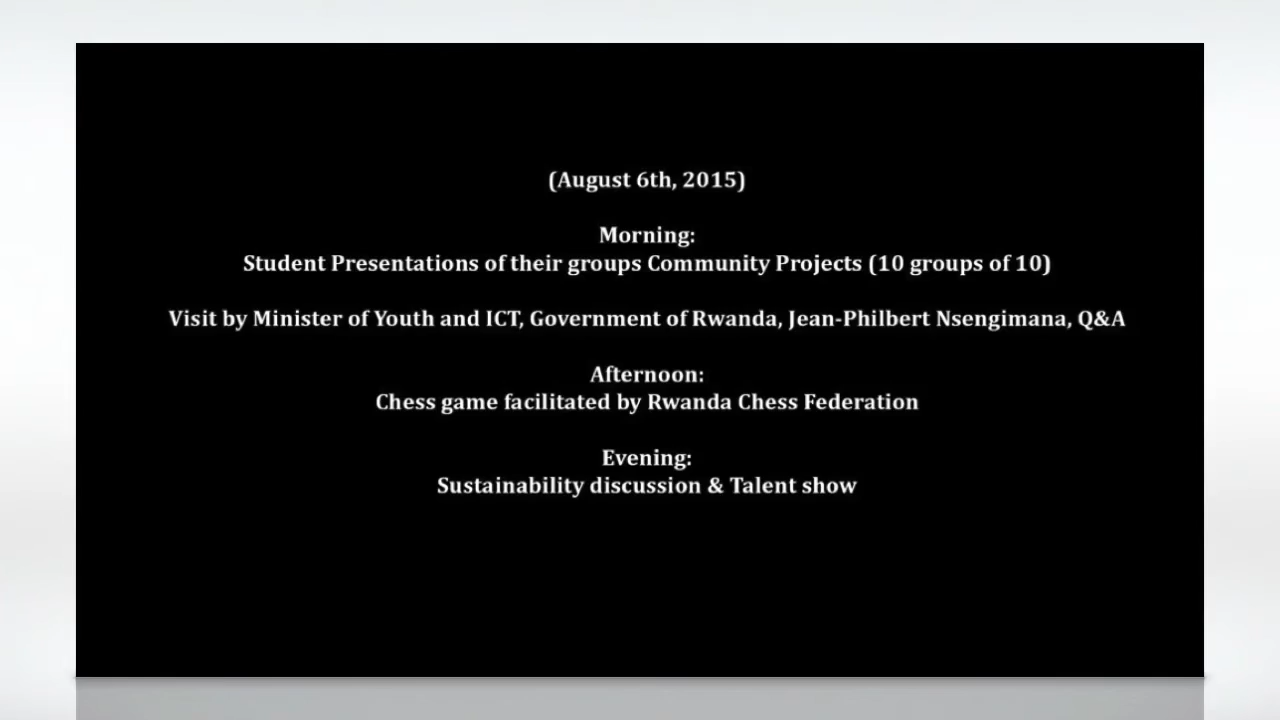 (August 6th, 2015)
Morning:
Student Presentations of their groups Community Projects (10 groups of 10)
Visit by Minister of Youth and ICT, Government of Rwanda, Jean-Philbert Nsengimana, Q&A
Afternoon:
Chess game facilitated by Rwanda Chess Federation
Evening:
Sustainability discussion & Talent show